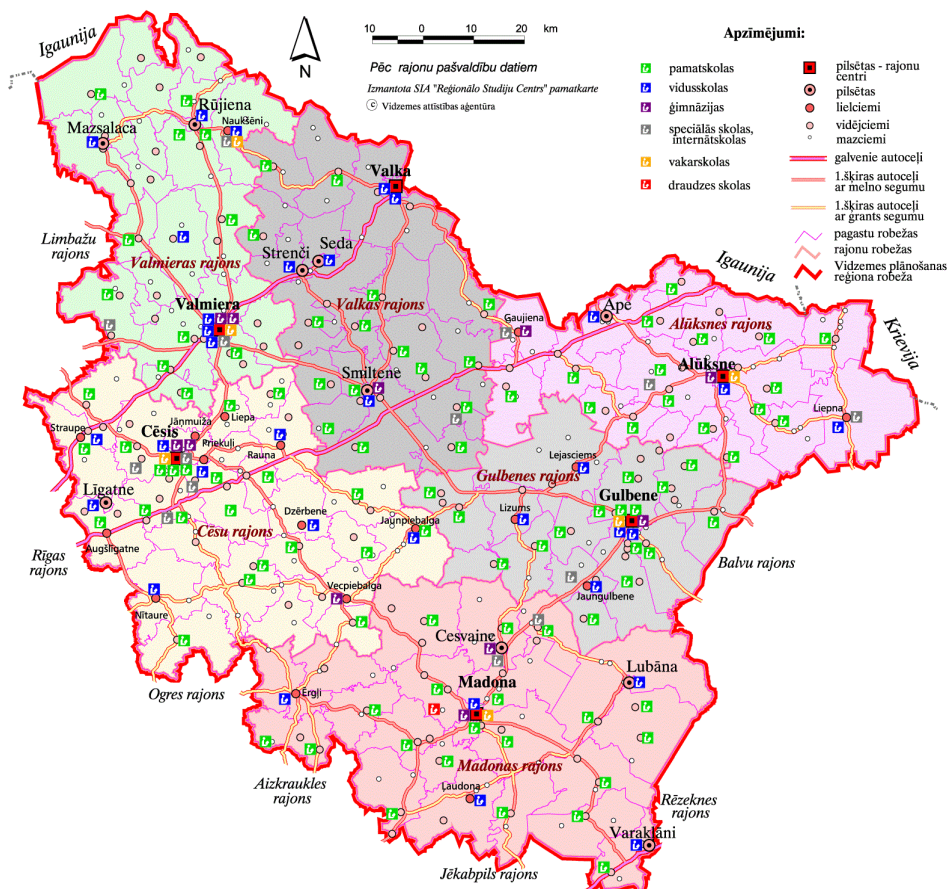 Igaunija
10 0 10 20 km
N
Pēc rajonu pašvaldību datiem
Izmantota SIA "Reģionālo Studiju Centrs" pamatkarte
C Vidzemes attīstības aģentūra
Apzīmējumi:
pamatskolas
vidusskolas
ģimnāzijas
speciālās skolas,
internātskolas
vakarskolas
draudzes skolas
pilsētas - rajonu
centri
pilsētas
lielciemi
vidējciemi
mazciemi
galvenie autoceļi
1.šķiras autoceļi
ar melno segumu
1.šķiras autoceļi
ar grants segumu
pagastu robežas
rajonu robežas
Vidzemes plānošanas
reģiona robeža
Rūjiena
Naukšēni
Mazsalaca
Valka
Limbažu
rajons
Valmieras rajons
Strenči
Seda
Igaunija
Krievija
Valmiera
Valkas rajons
Gaujiena
Ape
Alūksnes rajons
Alūksne
Smiltene
Liepna
Straupe
Jāņmuiža
Liepa
Cēsis
Priekuļi
Rauna
Lejasciems
Gulbenes rajons
Līgatne
Gulbene
Lizums
Dzērbene
Jaunpiebalga
Cēsu rajons
Rīgas
rajons
Augšlīgatne
Balvu rajons
Vecpiebalga
Jaungulbene
Nītaure
Cesvaine
Lubāna
Ogres rajons
Madona
Ērgļi
Madonas rajons
Aizkraukles
rajons
Ļaudona
Rēzeknes
rajons
Varakļāni
Jēkabpils rajons